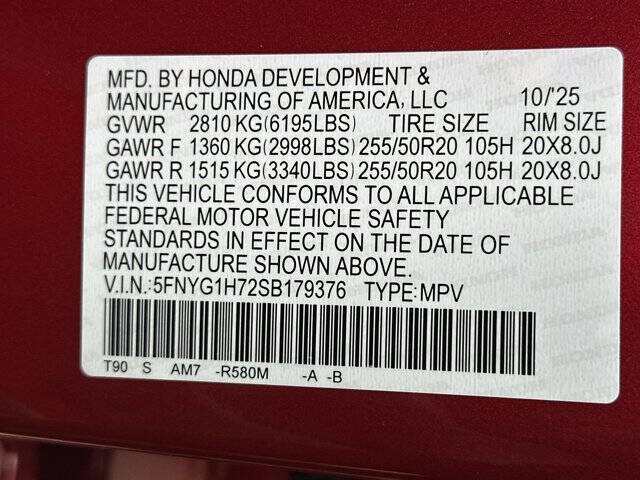 MFD. BY HONDA DEVELOPMENT &
MANUFACTURING OF AMERICA, LLC 10/'25
GVWR 2810 KG(6195LBS) TIRE SIZE RIM SIZE
GAWR F 1360 KG(2998LBS) 255/50R20 105H 20X8.0J
GAWR R 1515 KG(3340LBS) 255/50R20 105H 20X8.0J
THIS VEHICLE CONFORMS TO ALL APPLICABLE
FEDERAL MOTOR VEHICLE SAFETY
STANDARDS IN EFFECT ON THE DATE OF
MANUFACTURE SHOWN ABOVE.
V.I.N.:5FNYG1H72SB179376 TYPE:MPV
T90 S AM7 -R580M -A -B